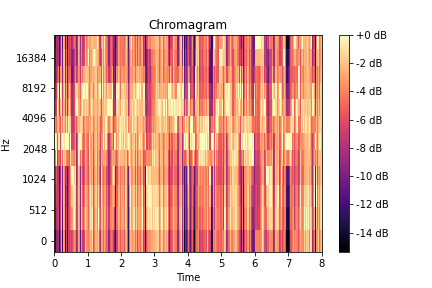 Chromagram
Hz
16384
8192
4096
2048
1024
512
0
0 1 2 3 4 5 6 7 8
Time
+0 dB
-2 dB
-4 dB
-6 dB
-8 dB
-10 dB
-12 dB
-14 dB